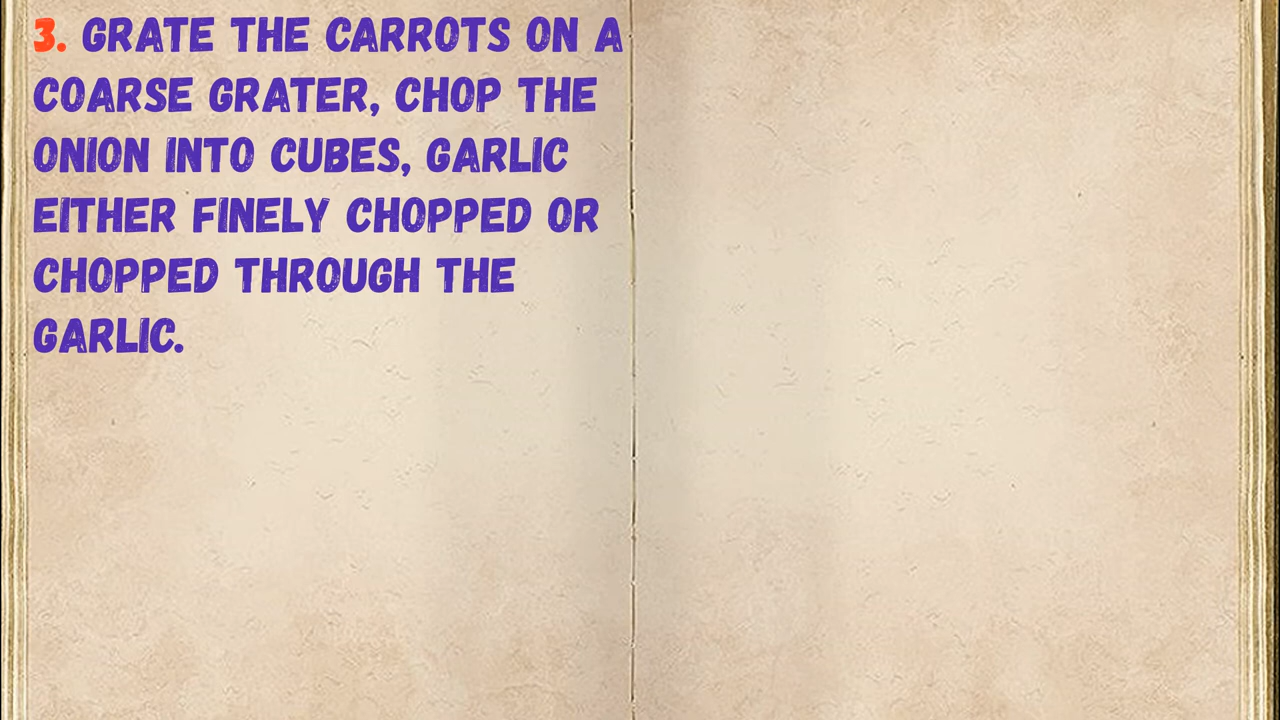 3. GRATE THE CARROTS ON A
COARSE GRATER, CHOP THE
ONION INTO CUBES, GARLIC
EITHER FINELY CHOPPED OR
CHOPPED THROUGH THE
GARLIC.